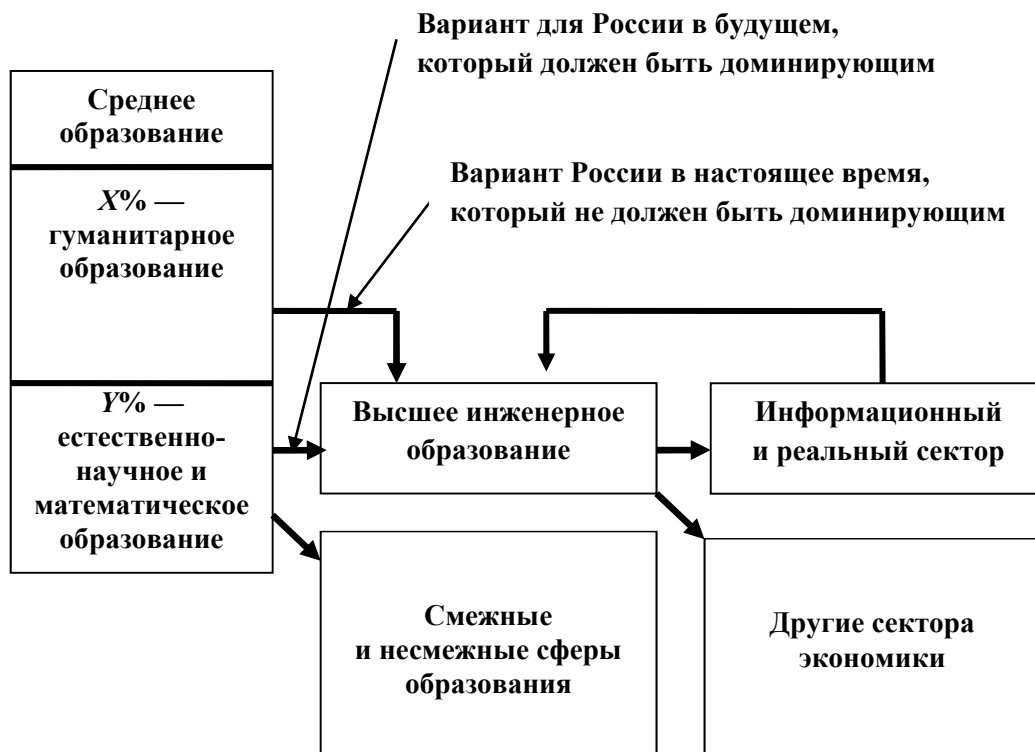 Вариант для России в будущем,
который должен быть доминирующим
Среднее
образование
Вариант России в настоящее время,
который не должен быть доминирующим
X% —
гуманитарное
образование
Y% —
естественно-
научное и
математическое
образование
Высшее инженерное
образование
Информационный
и реальный сектор
Смежные
и несмежные сферы
образования
Другие сектора
экономики